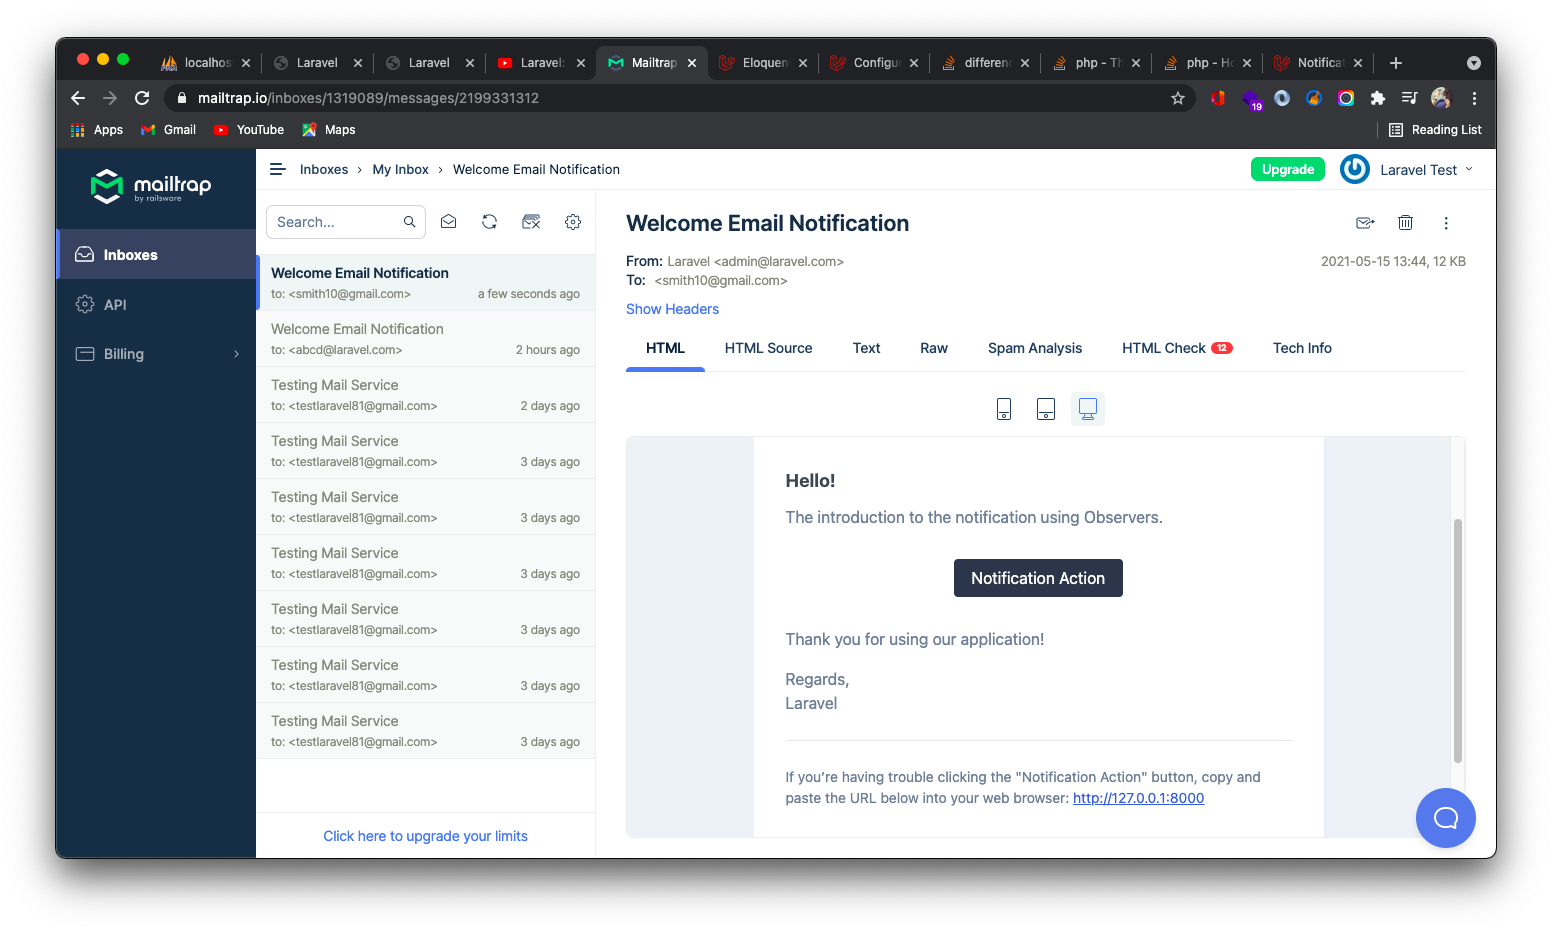 localhos
Laravel
Laravel
Laravel:
Mailtrap
Eloquent
Configu
differen
php - Th
php - Ho
Notificat
mailtrap.io/inboxes/1319089/messages/2199331312
19
Apps
Gmail
YouTube
Maps
Reading List
mailtrap
by railsware
Inboxes
API
Billing
Inboxes › My Inbox › Welcome Email Notification
Upgrade
Laravel Test
Search...
Welcome Email Notification
to: <smith10@gmail.com> a few seconds ago
Welcome Email Notification
to: <abcd@laravel.com> 2 hours ago
Testing Mail Service
to: <testlaravel81@gmail.com> 2 days ago
Testing Mail Service
to: <testlaravel81@gmail.com> 3 days ago
Testing Mail Service
to: <testlaravel81@gmail.com> 3 days ago
Testing Mail Service
to: <testlaravel81@gmail.com> 3 days ago
Testing Mail Service
to: <testlaravel81@gmail.com> 3 days ago
Testing Mail Service
to: <testlaravel81@gmail.com> 3 days ago
Testing Mail Service
to: <testlaravel81@gmail.com> 3 days ago
Click here to upgrade your limits
Welcome Email Notification
From: Laravel <admin@laravel.com>
2021-05-15 13:44, 12 KB
To: <smith10@gmail.com>
Show Headers
HTML
HTML Source
Text
Raw
Spam Analysis
HTML Check 12
Tech Info
Hello!
The introduction to the notification using Observers.
Notification Action
Thank you for using our application!
Regards,
Laravel
If you’re having trouble clicking the "Notification Action" button, copy and
paste the URL below into your web browser: http://127.0.0.1:8000